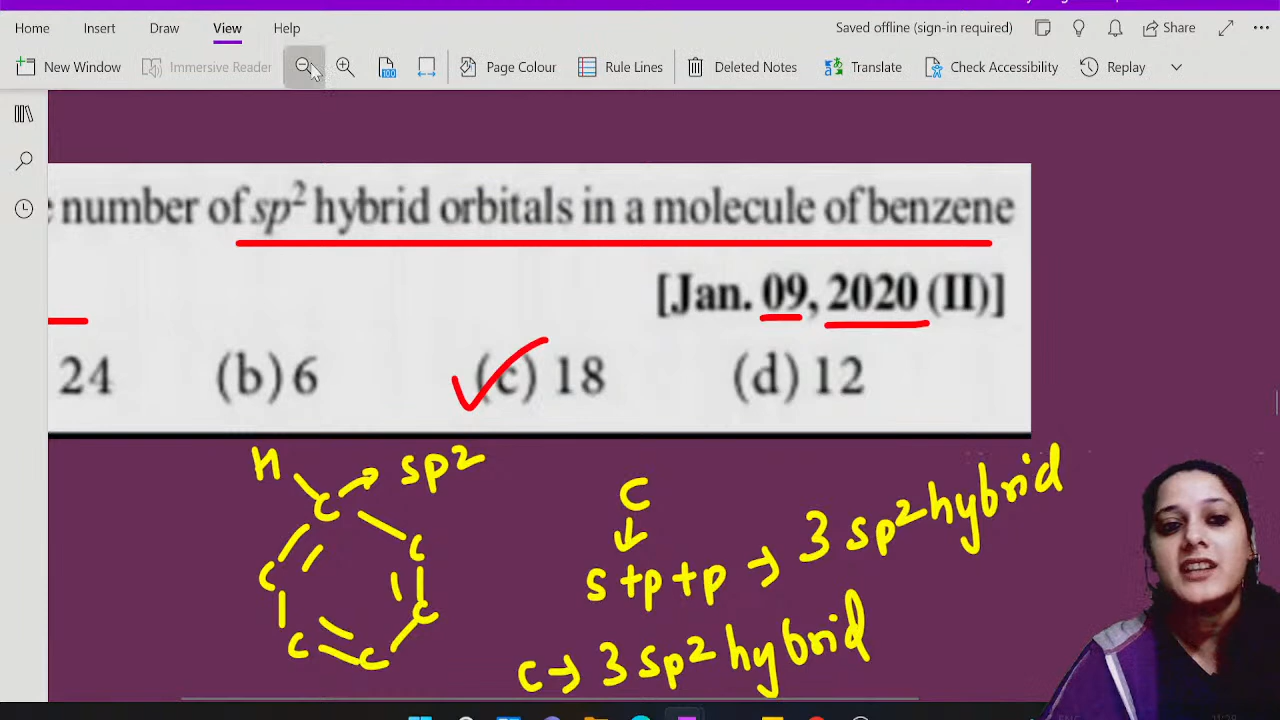 Home Insert Draw View Help Saved offline (sign-in required) Share
New Window Immersive Reader 100 Page Colour Rule Lines Deleted Notes Translate Check Accessibility Replay
number of sp² hybrid orbitals in a molecule of benzene
[Jan. 09, 2020 (II)]
24 (b) 6 (c) 18 (d) 12
H
sp2
C
C
C
C
C
C
C
s+p+p → 3 sp² hybrid
C → 3 sp² hybrid